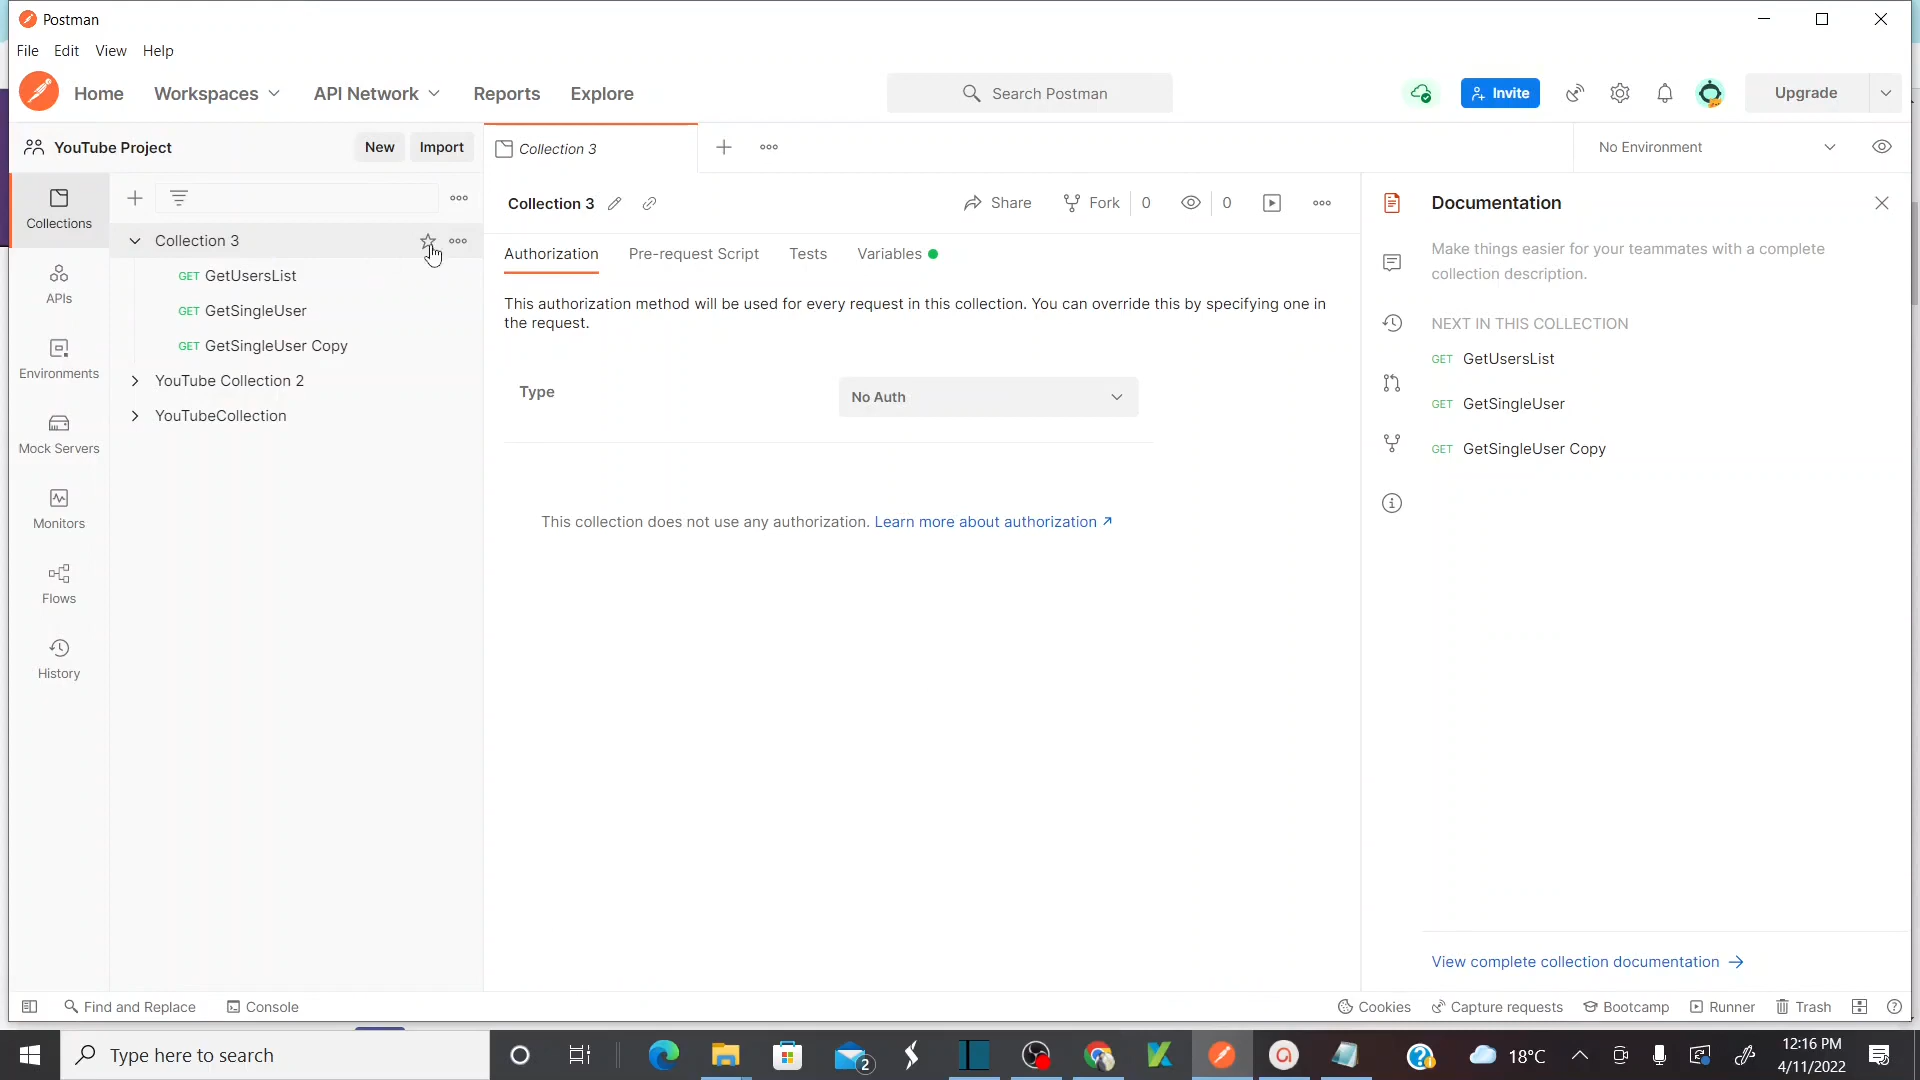 Postman
File Edit View Help
Home Workspaces API Network Reports Explore
Search Postman
Invite
Upgrade
YouTube Project New Import
Collection 3
No Environment
Collections
APIs
Environments
Mock Servers
Monitors
Flows
History
Collection 3
GET GetUsersList
GET GetSingleUser
GET GetSingleUser Copy
YouTube Collection 2
YouTubeCollection
Collection 3
Share Fork 0 0
Authorization Pre-request Script Tests Variables
This authorization method will be used for every request in this collection. You can override this by specifying one in
the request.
Type No Auth
This collection does not use any authorization. Learn more about authorization
Documentation
Make things easier for your teammates with a complete
collection description.
NEXT IN THIS COLLECTION
GET GetUsersList
GET GetSingleUser
GET GetSingleUser Copy
View complete collection documentation
Find and Replace Console
Cookies Capture requests Bootcamp Runner Trash
Type here to search
2
18°C
12:16 PM
4/11/2022